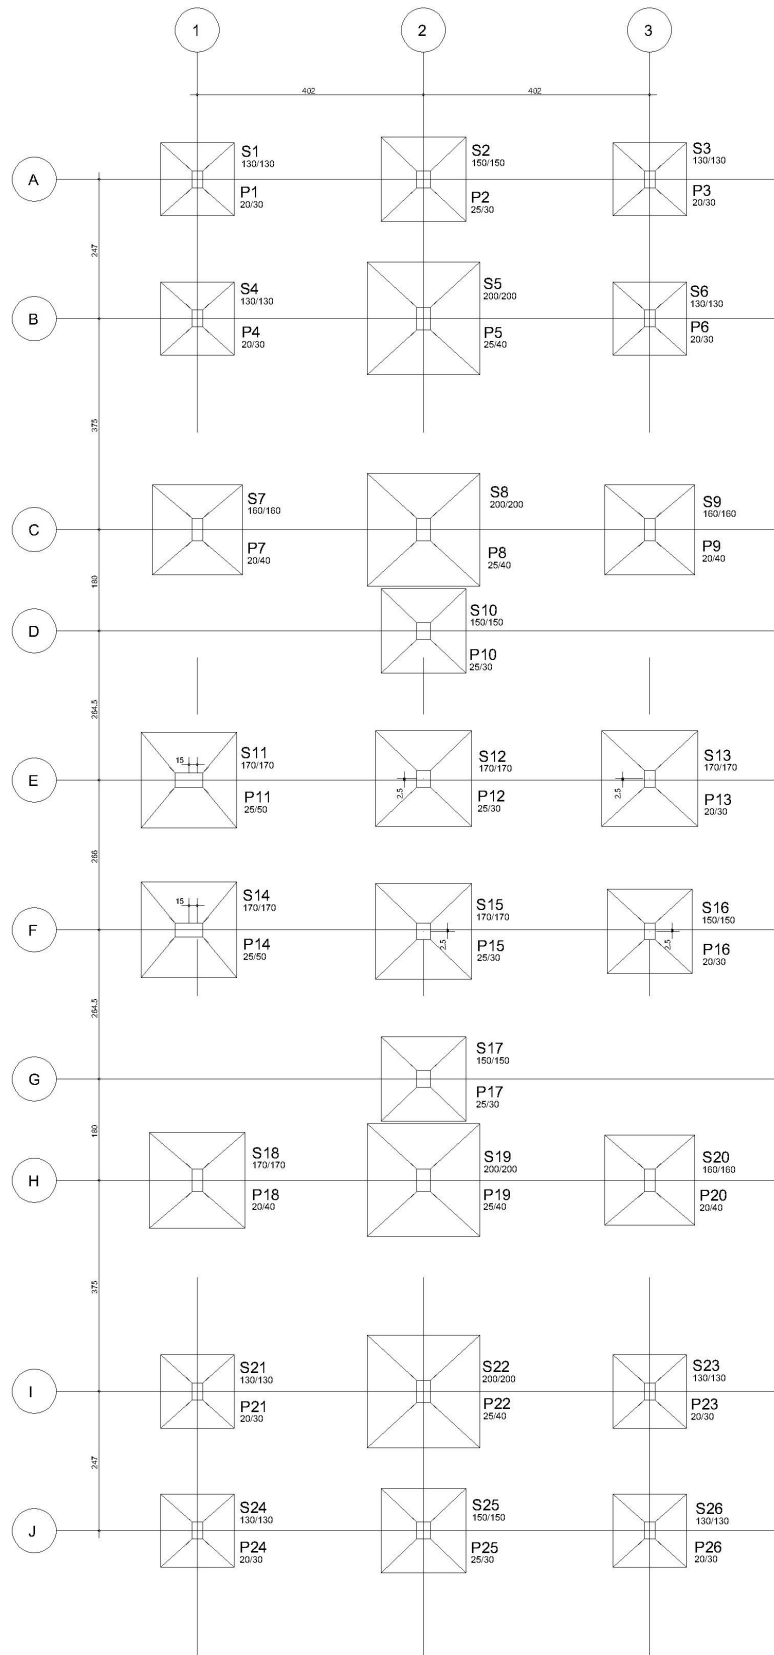 1
2
3
402
402
A
S1
130/130
P1
20/30
S2
150/150
P2
25/30
S3
130/130
P3
20/30
247
B
S4
130/130
P4
20/30
S5
200/200
P5
25/40
S6
130/130
P6
20/30
375
C
S7
160/160
P7
20/40
S8
200/200
P8
25/40
S9
160/160
P9
20/40
180
D
S10
150/150
P10
25/30
264.5
E
15
S11
170/170
P11
25/50
2.5
S12
170/170
P12
25/30
2.5
S13
170/170
P13
20/30
266
F
15
S14
170/170
P14
25/50
2.5
S15
170/170
P15
25/30
2.5
S16
150/150
P16
20/30
264.5
G
S17
150/150
P17
25/30
180
H
S18
170/170
P18
20/40
S19
200/200
P19
25/40
S20
160/160
P20
20/40
375
I
S21
130/130
P21
20/30
S22
200/200
P22
25/40
S23
130/130
P23
20/30
247
J
S24
130/130
P24
20/30
S25
150/150
P25
25/30
S26
130/130
P26
20/30